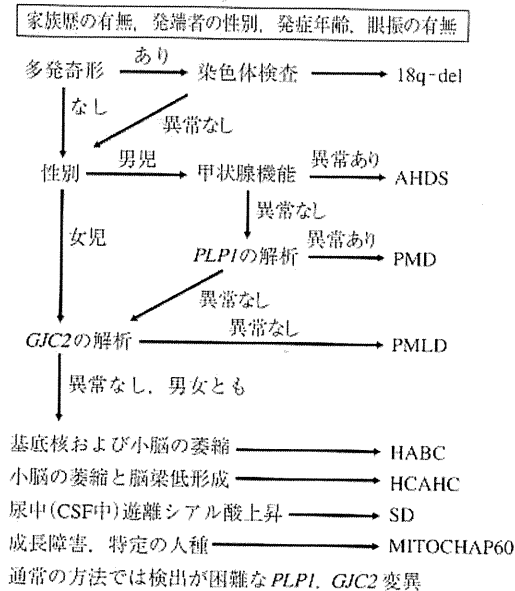 家族歴の有無，発端者の性別，発症年齢，眼振の有無
多発奇形 あり 染色体検査 18q-del
なし 異常なし
性別 男児 甲状腺機能 異常あり AHDS
異常なし
女児 PLP1の解析 異常あり PMD
異常なし
GJC2の解析 異常なし PMLD
異常なし，男女とも
基底核および小脳の萎縮 HABC
小脳の萎縮と脳梁低形成 HCAHC
尿中(CSF中)遊離シアル酸上昇 SD
成長障害，特定の人種 MITOCHAP60
通常の方法では検出が困難なPLP1，GJC2変異